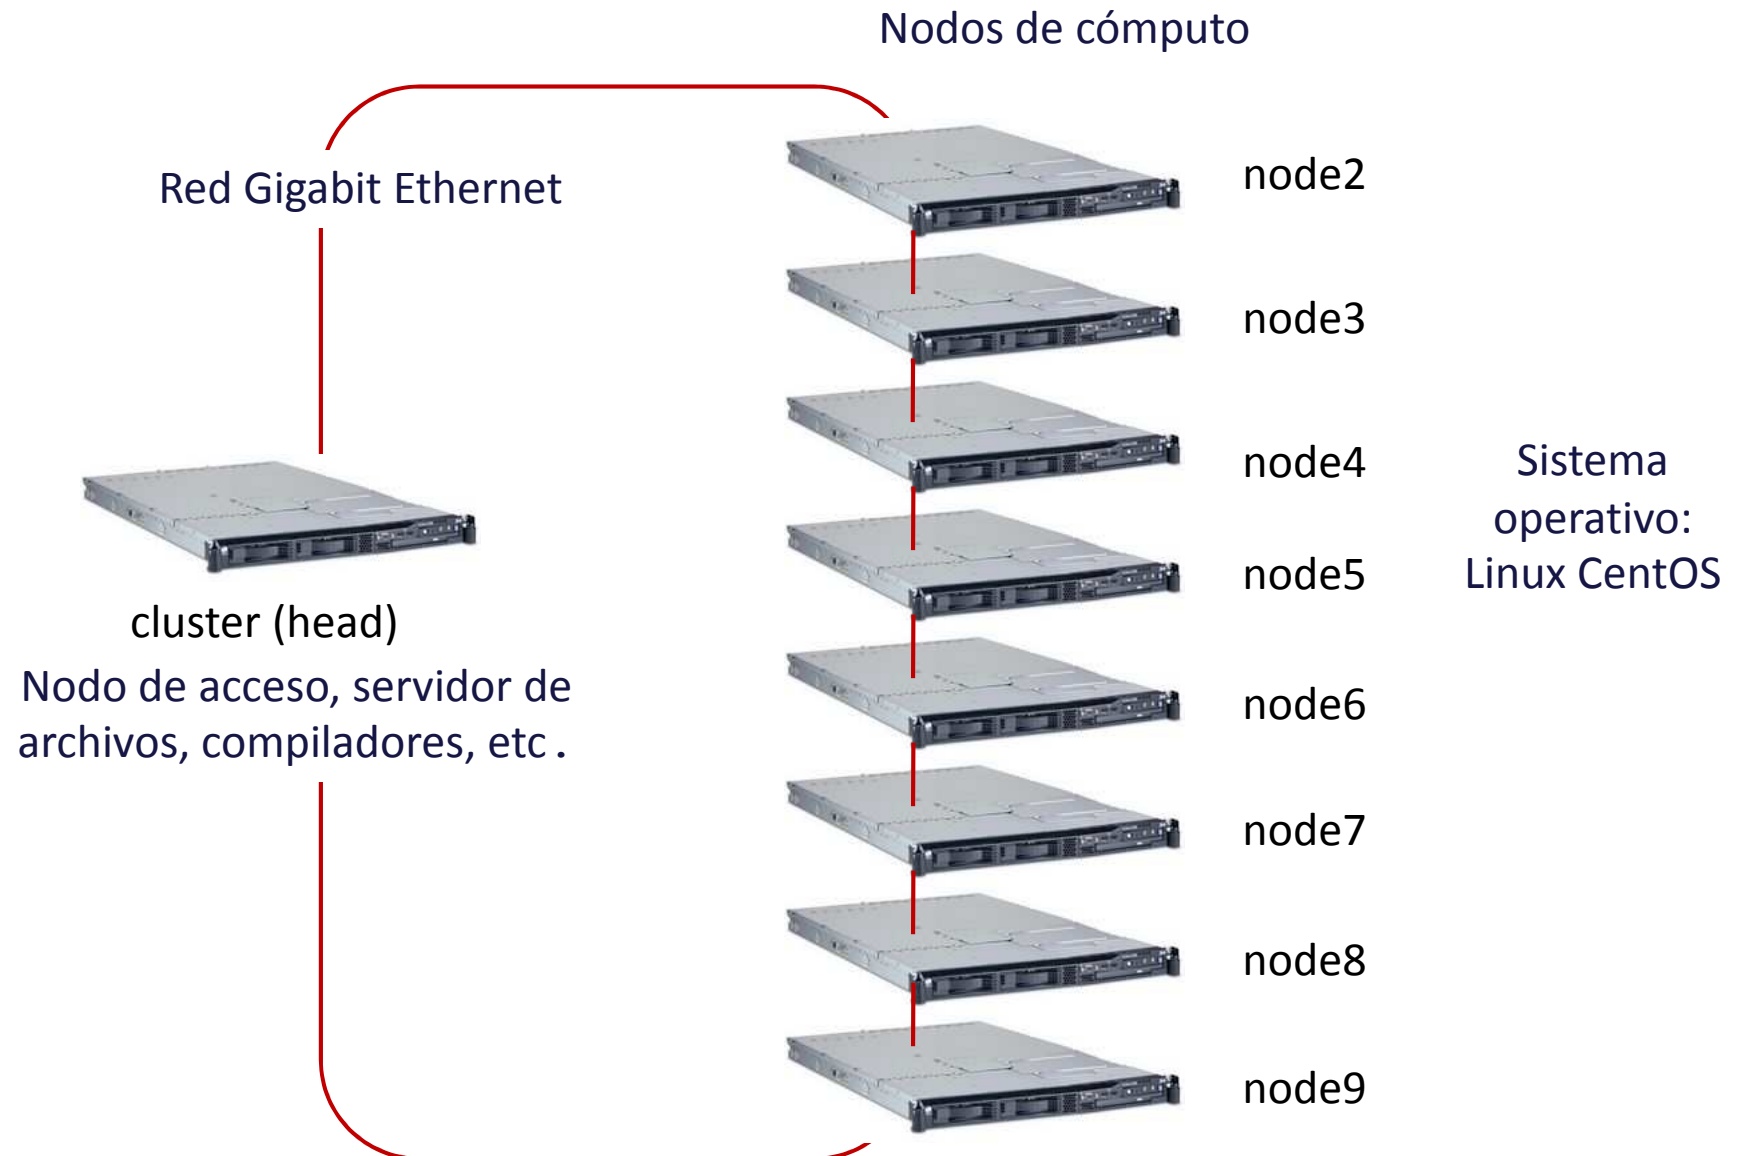 Nodos de cómputo
Red Gigabit Ethernet
node2
node3
node4
node5
node6
node7
node8
node9
Sistema
operativo:
Linux CentOS
cluster (head)
Nodo de acceso, servidor de
archivos, compiladores, etc .